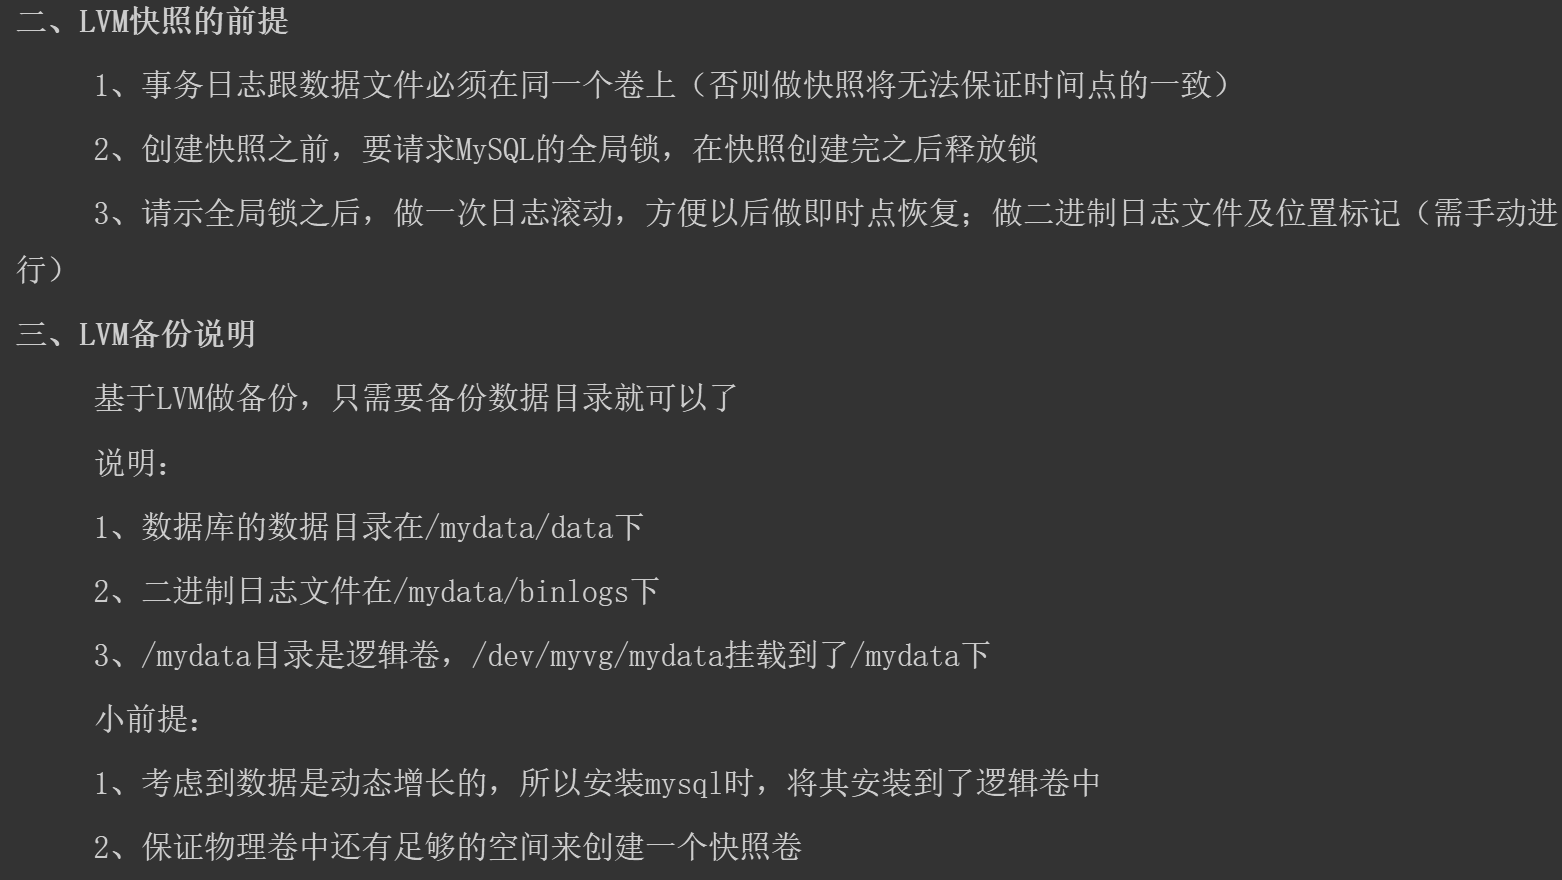 二、LVM快照的前提
1、事务日志跟数据文件必须在同一个卷上（否则做快照将无法保证时间点的一致）
2、创建快照之前，要请求MySQL的全局锁，在快照创建完之后释放锁
3、请示全局锁之后，做一次日志滚动，方便以后做即时点恢复；做二进制日志文件及位置标记（需手动进
行）
三、LVM备份说明
基于LVM做备份，只需要备份数据目录就可以了
说明：
1、数据库的数据目录在/mydata/data下
2、二进制日志文件在/mydata/binlogs下
3、/mydata目录是逻辑卷，/dev/myvg/mydata挂载到了/mydata下
小前提：
1、考虑到数据是动态增长的，所以安装mysql时，将其安装到了逻辑卷中
2、保证物理卷中还有足够的空间来创建一个快照卷